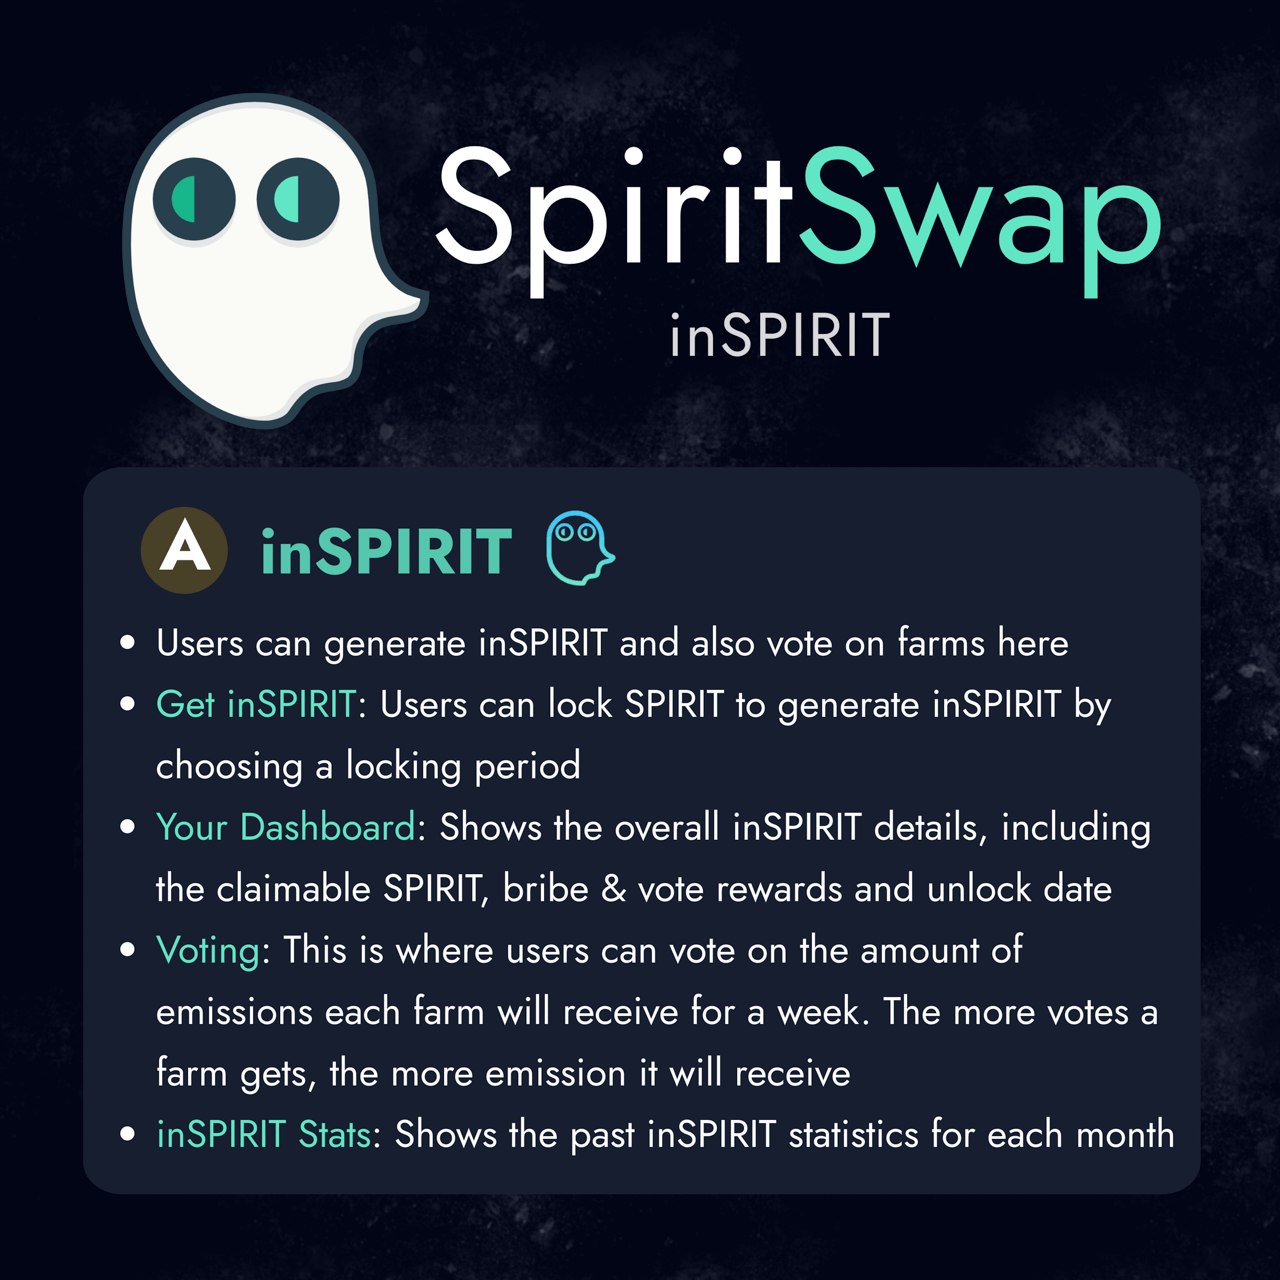 SpiritSwap
inSPIRIT
A inSPIRIT
• Users can generate inSPIRIT and also vote on farms here
• Get inSPIRIT: Users can lock SPIRIT to generate inSPIRIT by
choosing a locking period
• Your Dashboard: Shows the overall inSPIRIT details, including
the claimable SPIRIT, bribe & vote rewards and unlock date
• Voting: This is where users can vote on the amount of
emissions each farm will receive for a week. The more votes a
farm gets, the more emission it will receive
• inSPIRIT Stats: Shows the past inSPIRIT statistics for each month